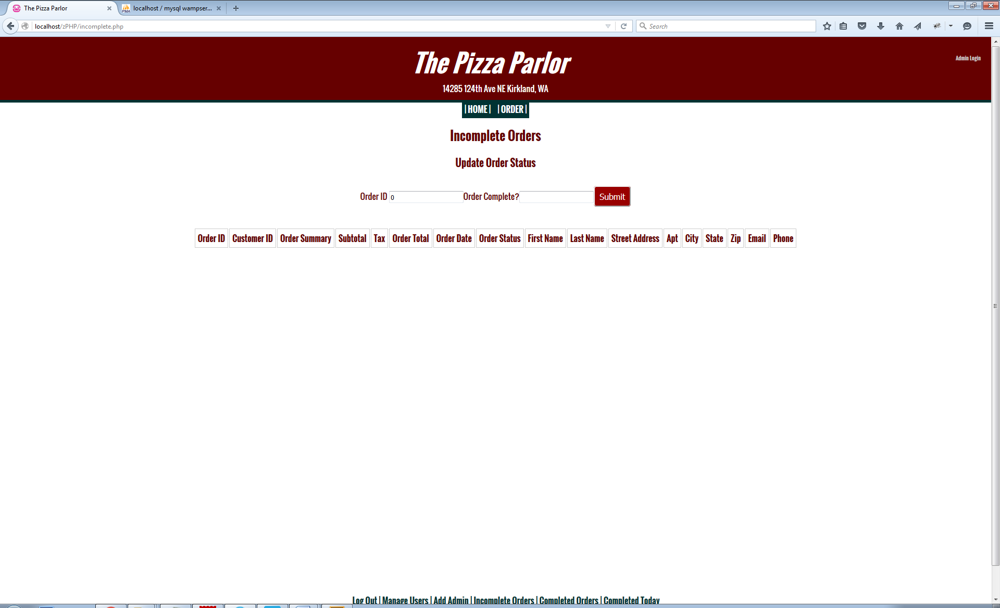 The Pizza Parlor
localhost / mysql wampser...
localhost/zPHP/incomplete.php
Search
The Pizza Parlor
Admin Login
14285 124th Ave NE Kirkland, WA
| HOME | | ORDER |
Incomplete Orders
Update Order Status
Order ID 0 Order Complete? Submit
Order ID Customer ID Order Summary Subtotal Tax Order Total Order Date Order Status First Name Last Name Street Address Apt City State Zip Email Phone
Log Out | Manage Users | Add Admin | Incomplete Orders | Completed Orders | Completed Today